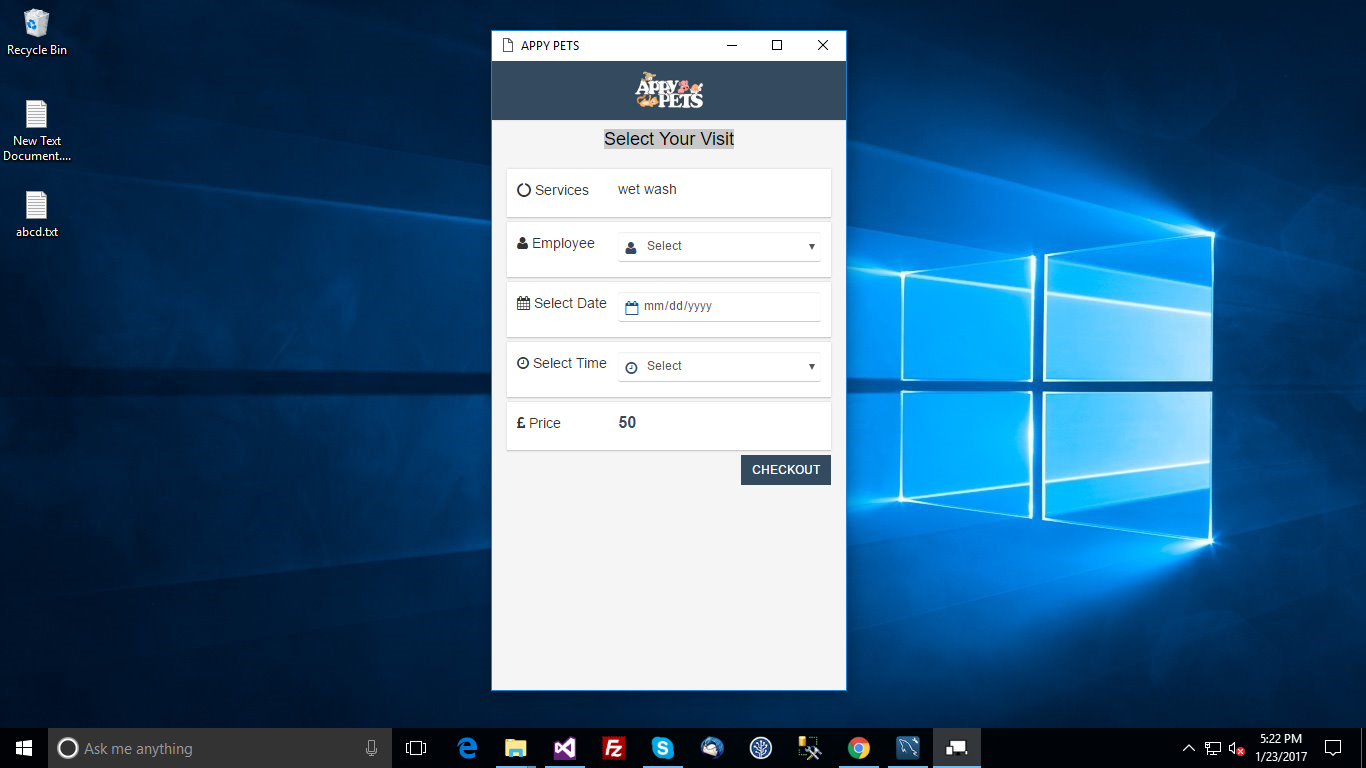 Recycle Bin
New Text
Document....
abcd.txt
APPY PETS
APPY
PETS
Select Your Visit
Services wet wash
Employee Select
Select Date mm/dd/yyyy
Select Time Select
£ Price 50
CHECKOUT
Ask me anything
5:22 PM
1/23/2017